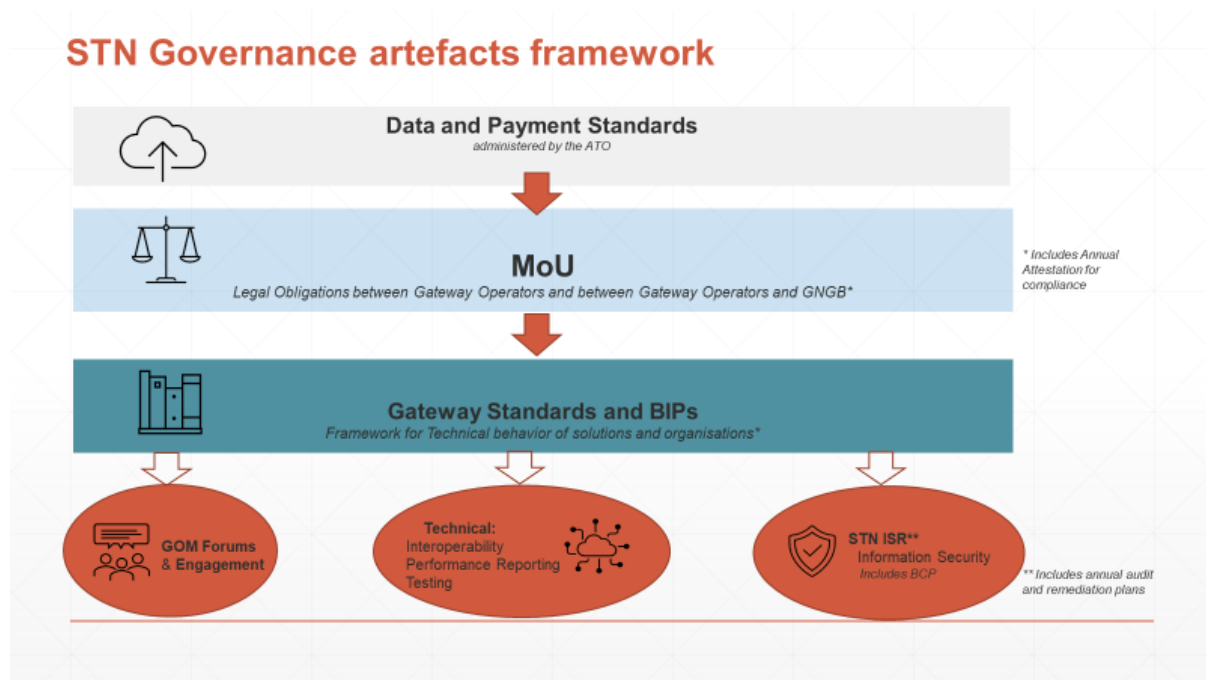 STN Governance artefacts framework
Data and Payment Standards
administered by the ATO
MoU
Legal Obligations between Gateway Operators and between Gateway Operators and GNGB*
* Includes Annual
Attestation for
compliance
Gateway Standards and BIPs
Framework for Technical behavior of solutions and organisations*
GOM Forums
& Engagement
Technical:
Interoperability
Performance Reporting
Testing
STN ISR**
Information Security
Includes BCP
** Includes annual audit
and remediation plans